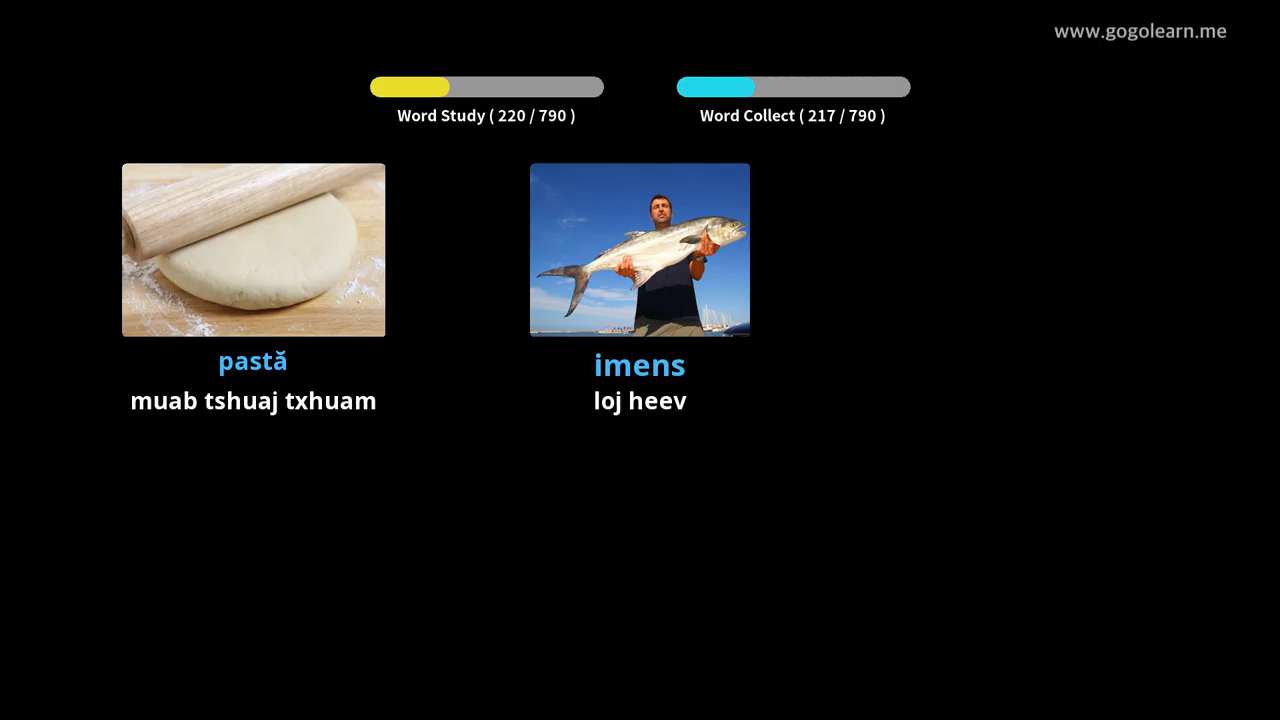 www.gogolearn.me
Word Study ( 220 / 790 )
Word Collect ( 217 / 790 )
pastă
muab tshuaj txhuam
imens
loj heev